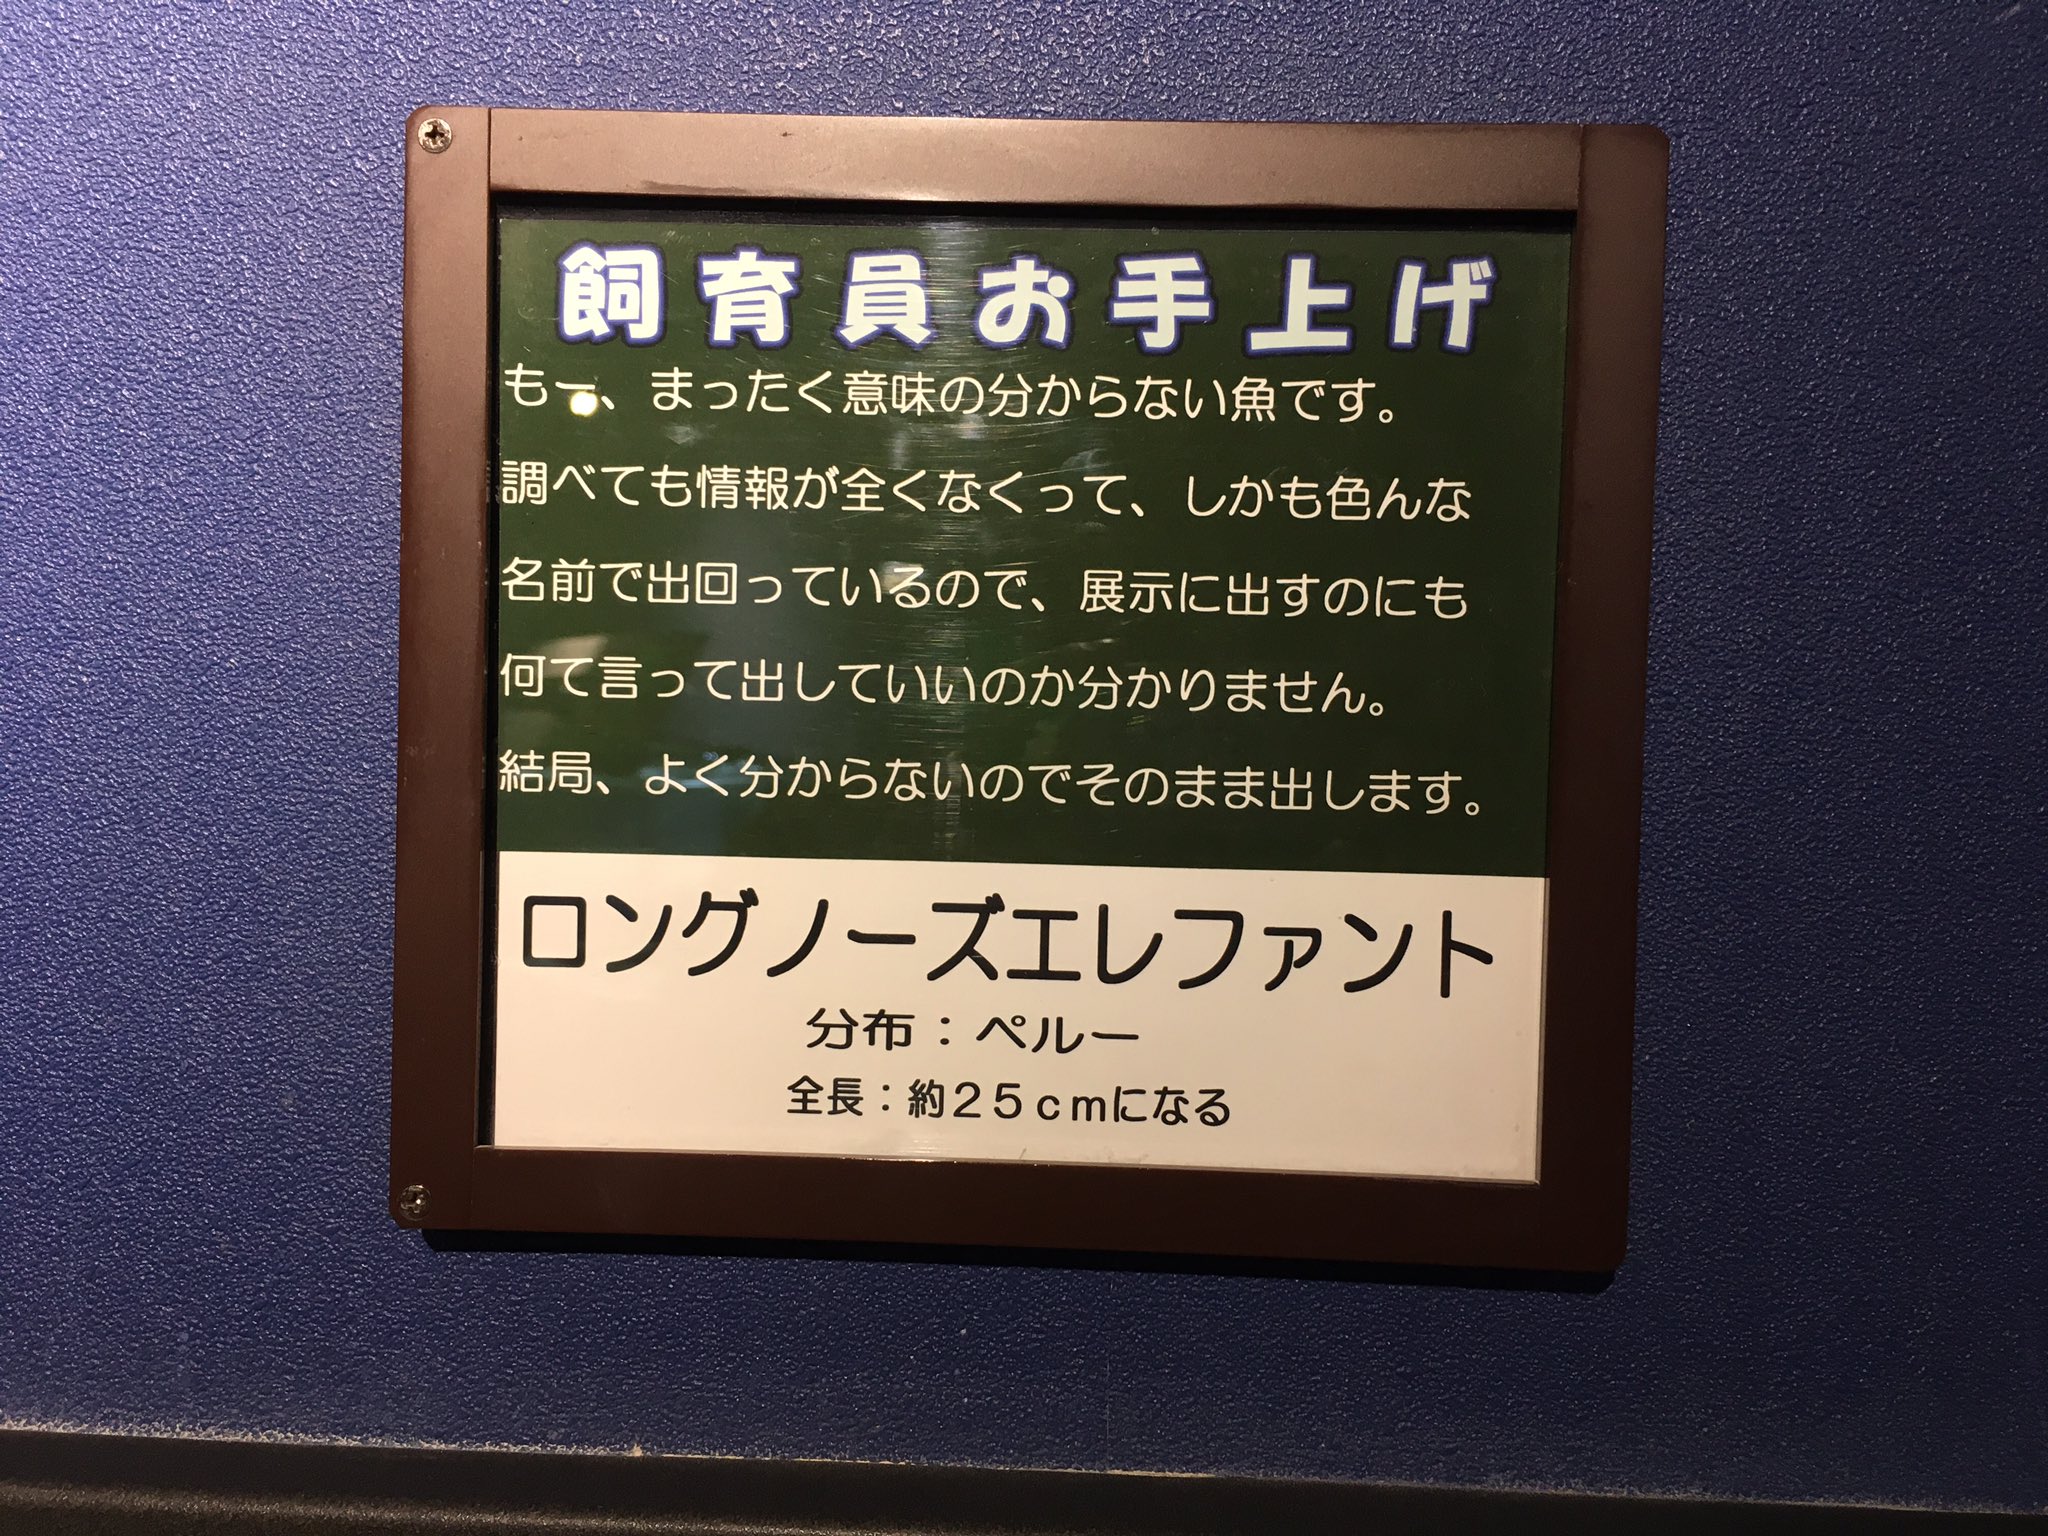 飼育員お手上げ
もー、まったく意味の分からない魚です。
調べても情報が全くなくって、しかも色んな
名前で出回っているので、展示に出すのにも
何て言って出していいのか分かりません。
結局、よく分からないのでそのまま出します。
ロングノーズエレファント
分布：ペルー
全長：約２５ｃｍになる